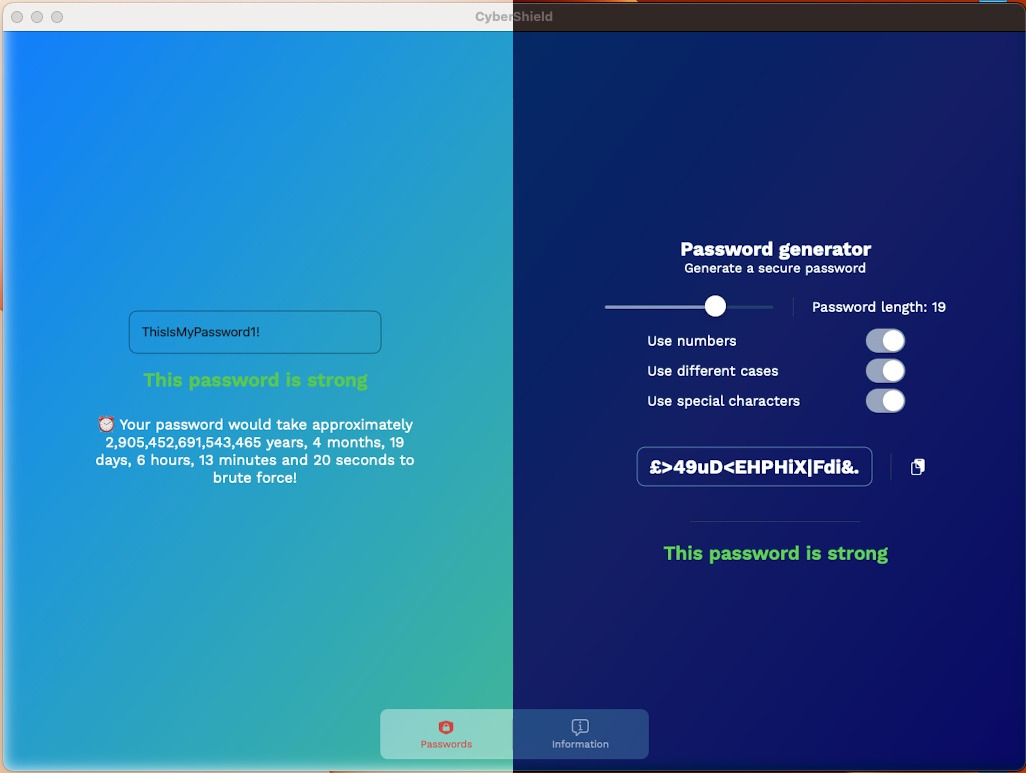 CyberShield
ThisIsMyPassword1!
This password is strong
⏰ Your password would take approximately
2,905,452,691,543,465 years, 4 months, 19
days, 6 hours, 13 minutes and 20 seconds to
brute force!
Password generator
Generate a secure password
Password length: 19
Use numbers
Use different cases
Use special characters
£>49uD<EHPHiX|Fdi&.
This password is strong
Passwords
Information